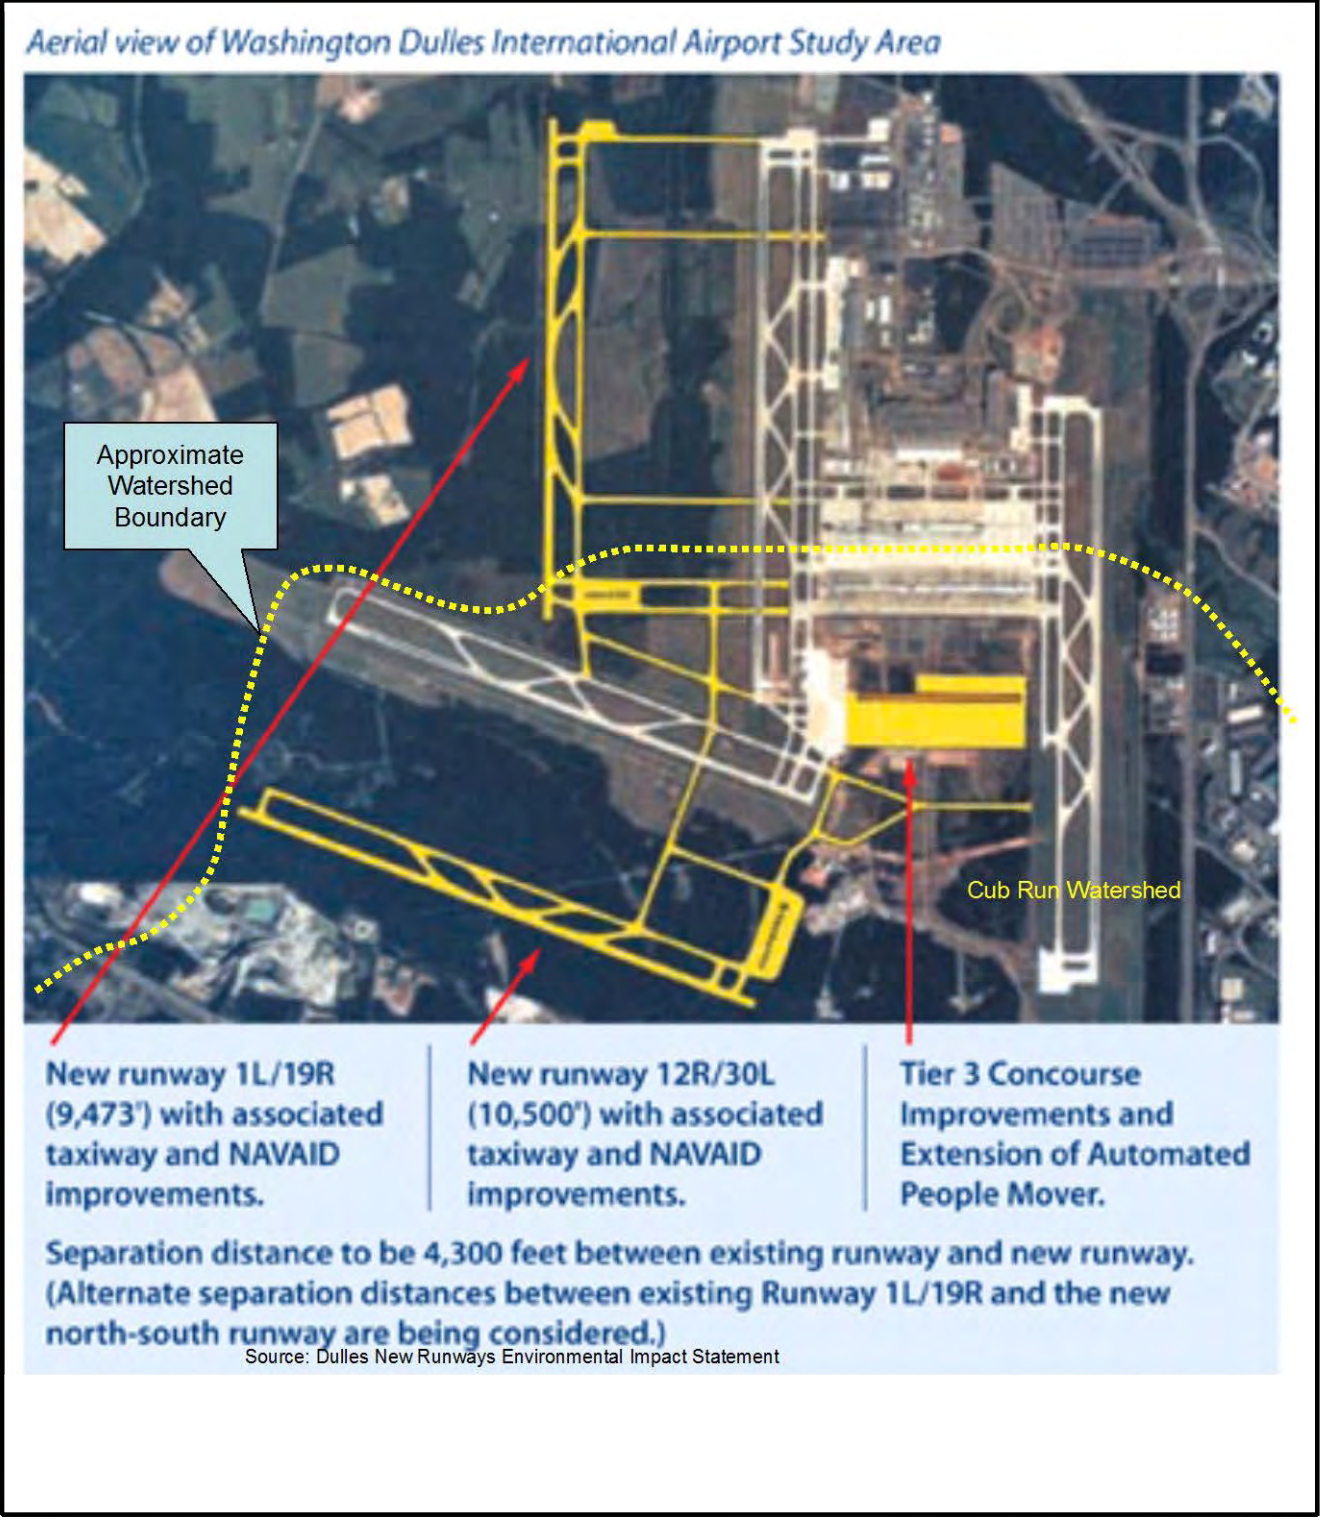 Aerial view of Washington Dulles International Airport Study Area
Approximate
Watershed
Boundary
Cub Run Watershed
New runway 1L/19R
(9,473') with associated
taxiway and NAVAID
improvements.
New runway 12R/30L
(10,500') with associated
taxiway and NAVAID
improvements.
Tier 3 Concourse
Improvements and
Extension of Automated
People Mover.
Separation distance to be 4,300 feet between existing runway and new runway.
(Alternate separation distances between existing Runway 1L/19R and the new
north-south runway are being considered.)
Source: Dulles New Runways Environmental Impact Statement